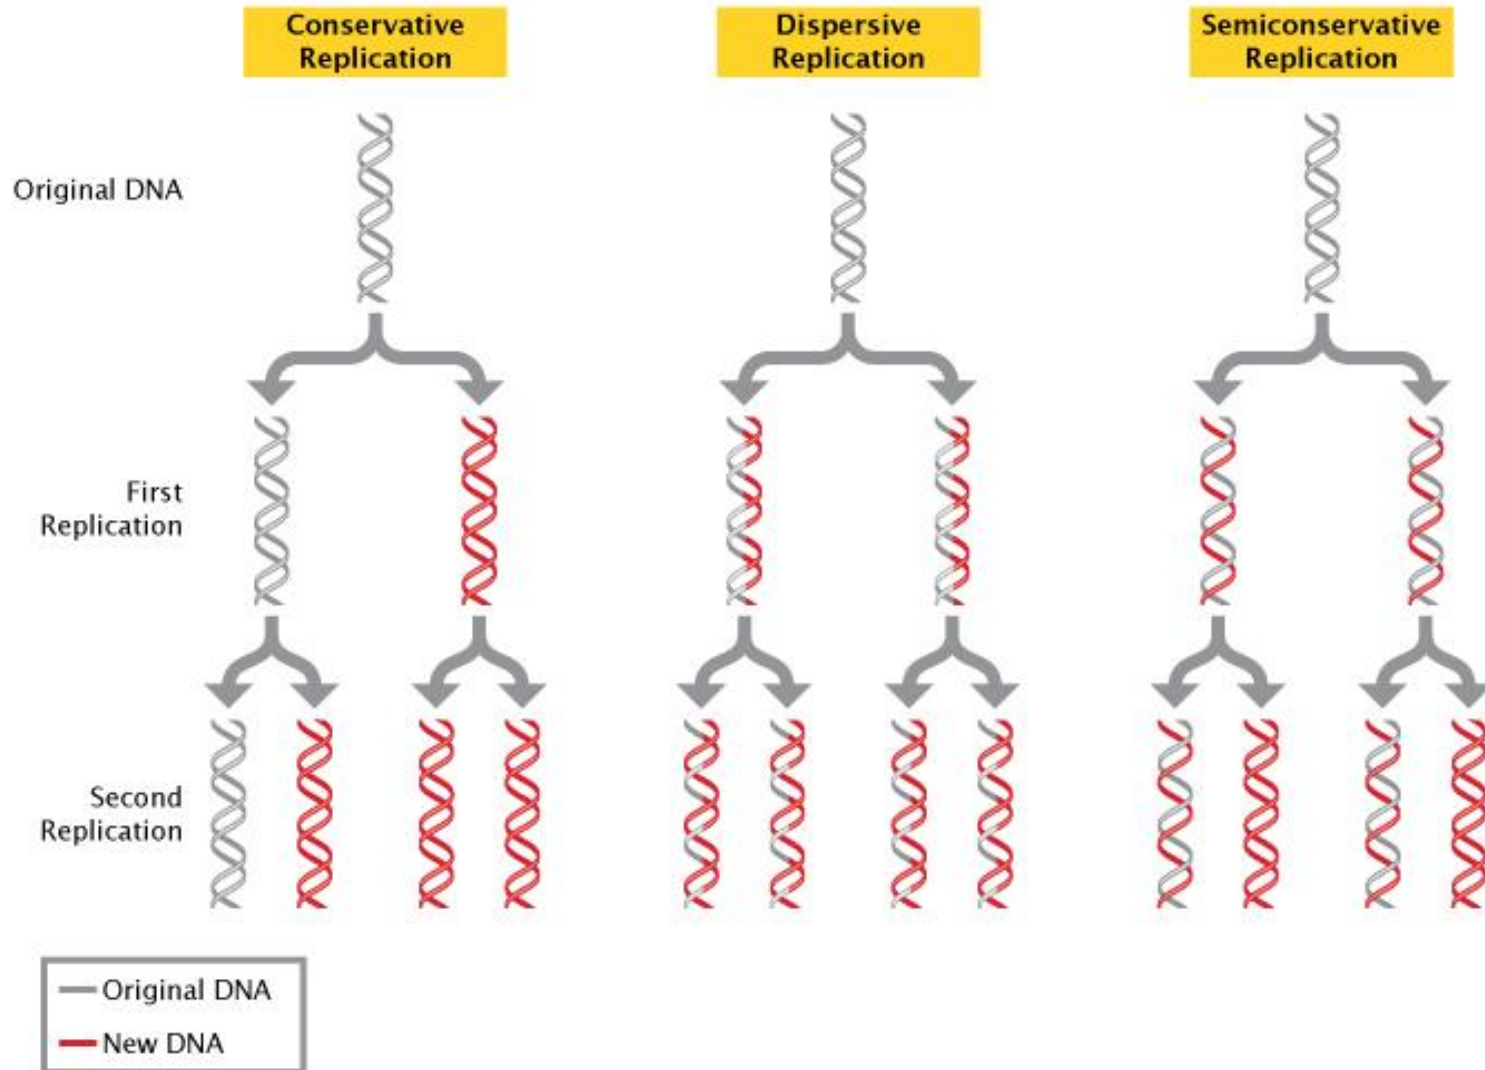 Conservative
Replication
Dispersive
Replication
Semiconservative
Replication
Original DNA
First
Replication
Second
Replication
Original DNA
New DNA